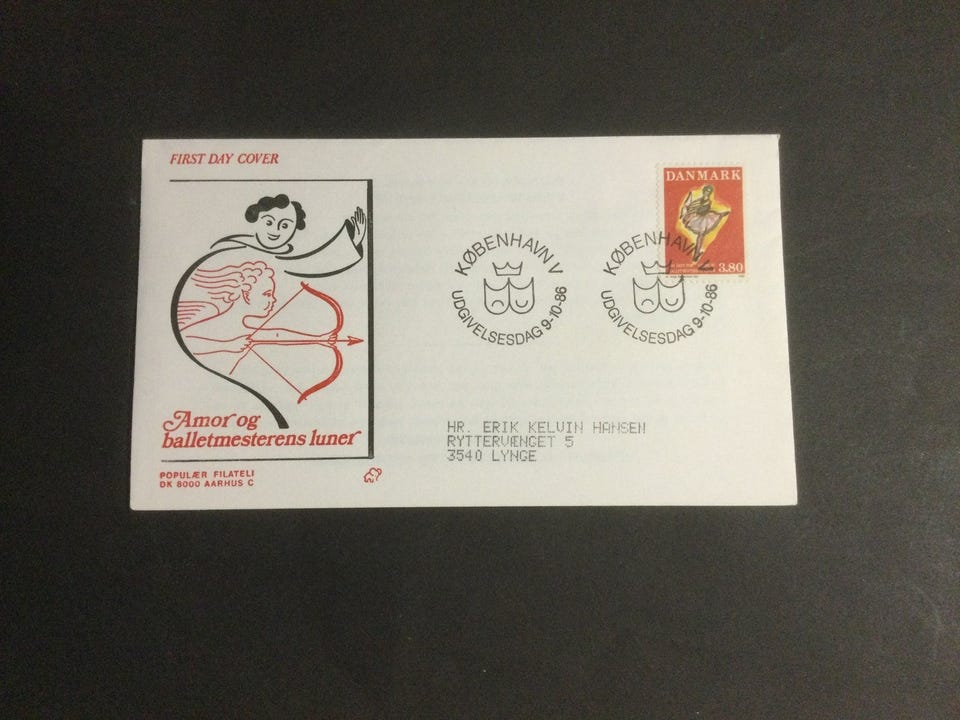 FIRST DAY COVER
DANMARK
3.80
KØBENHAVN V
UDGIVELSESDAG 9-10-86
KØBENHAVN V
UDGIVELSESDAG 9-10-86
Amor og
balletmesterens luner
POPULÆR FILATELI
DK 8000 AARHUS C
HR. ERIK KELVIN HANSEN
RYTTERVÆNGET 5
3540 LYNGE